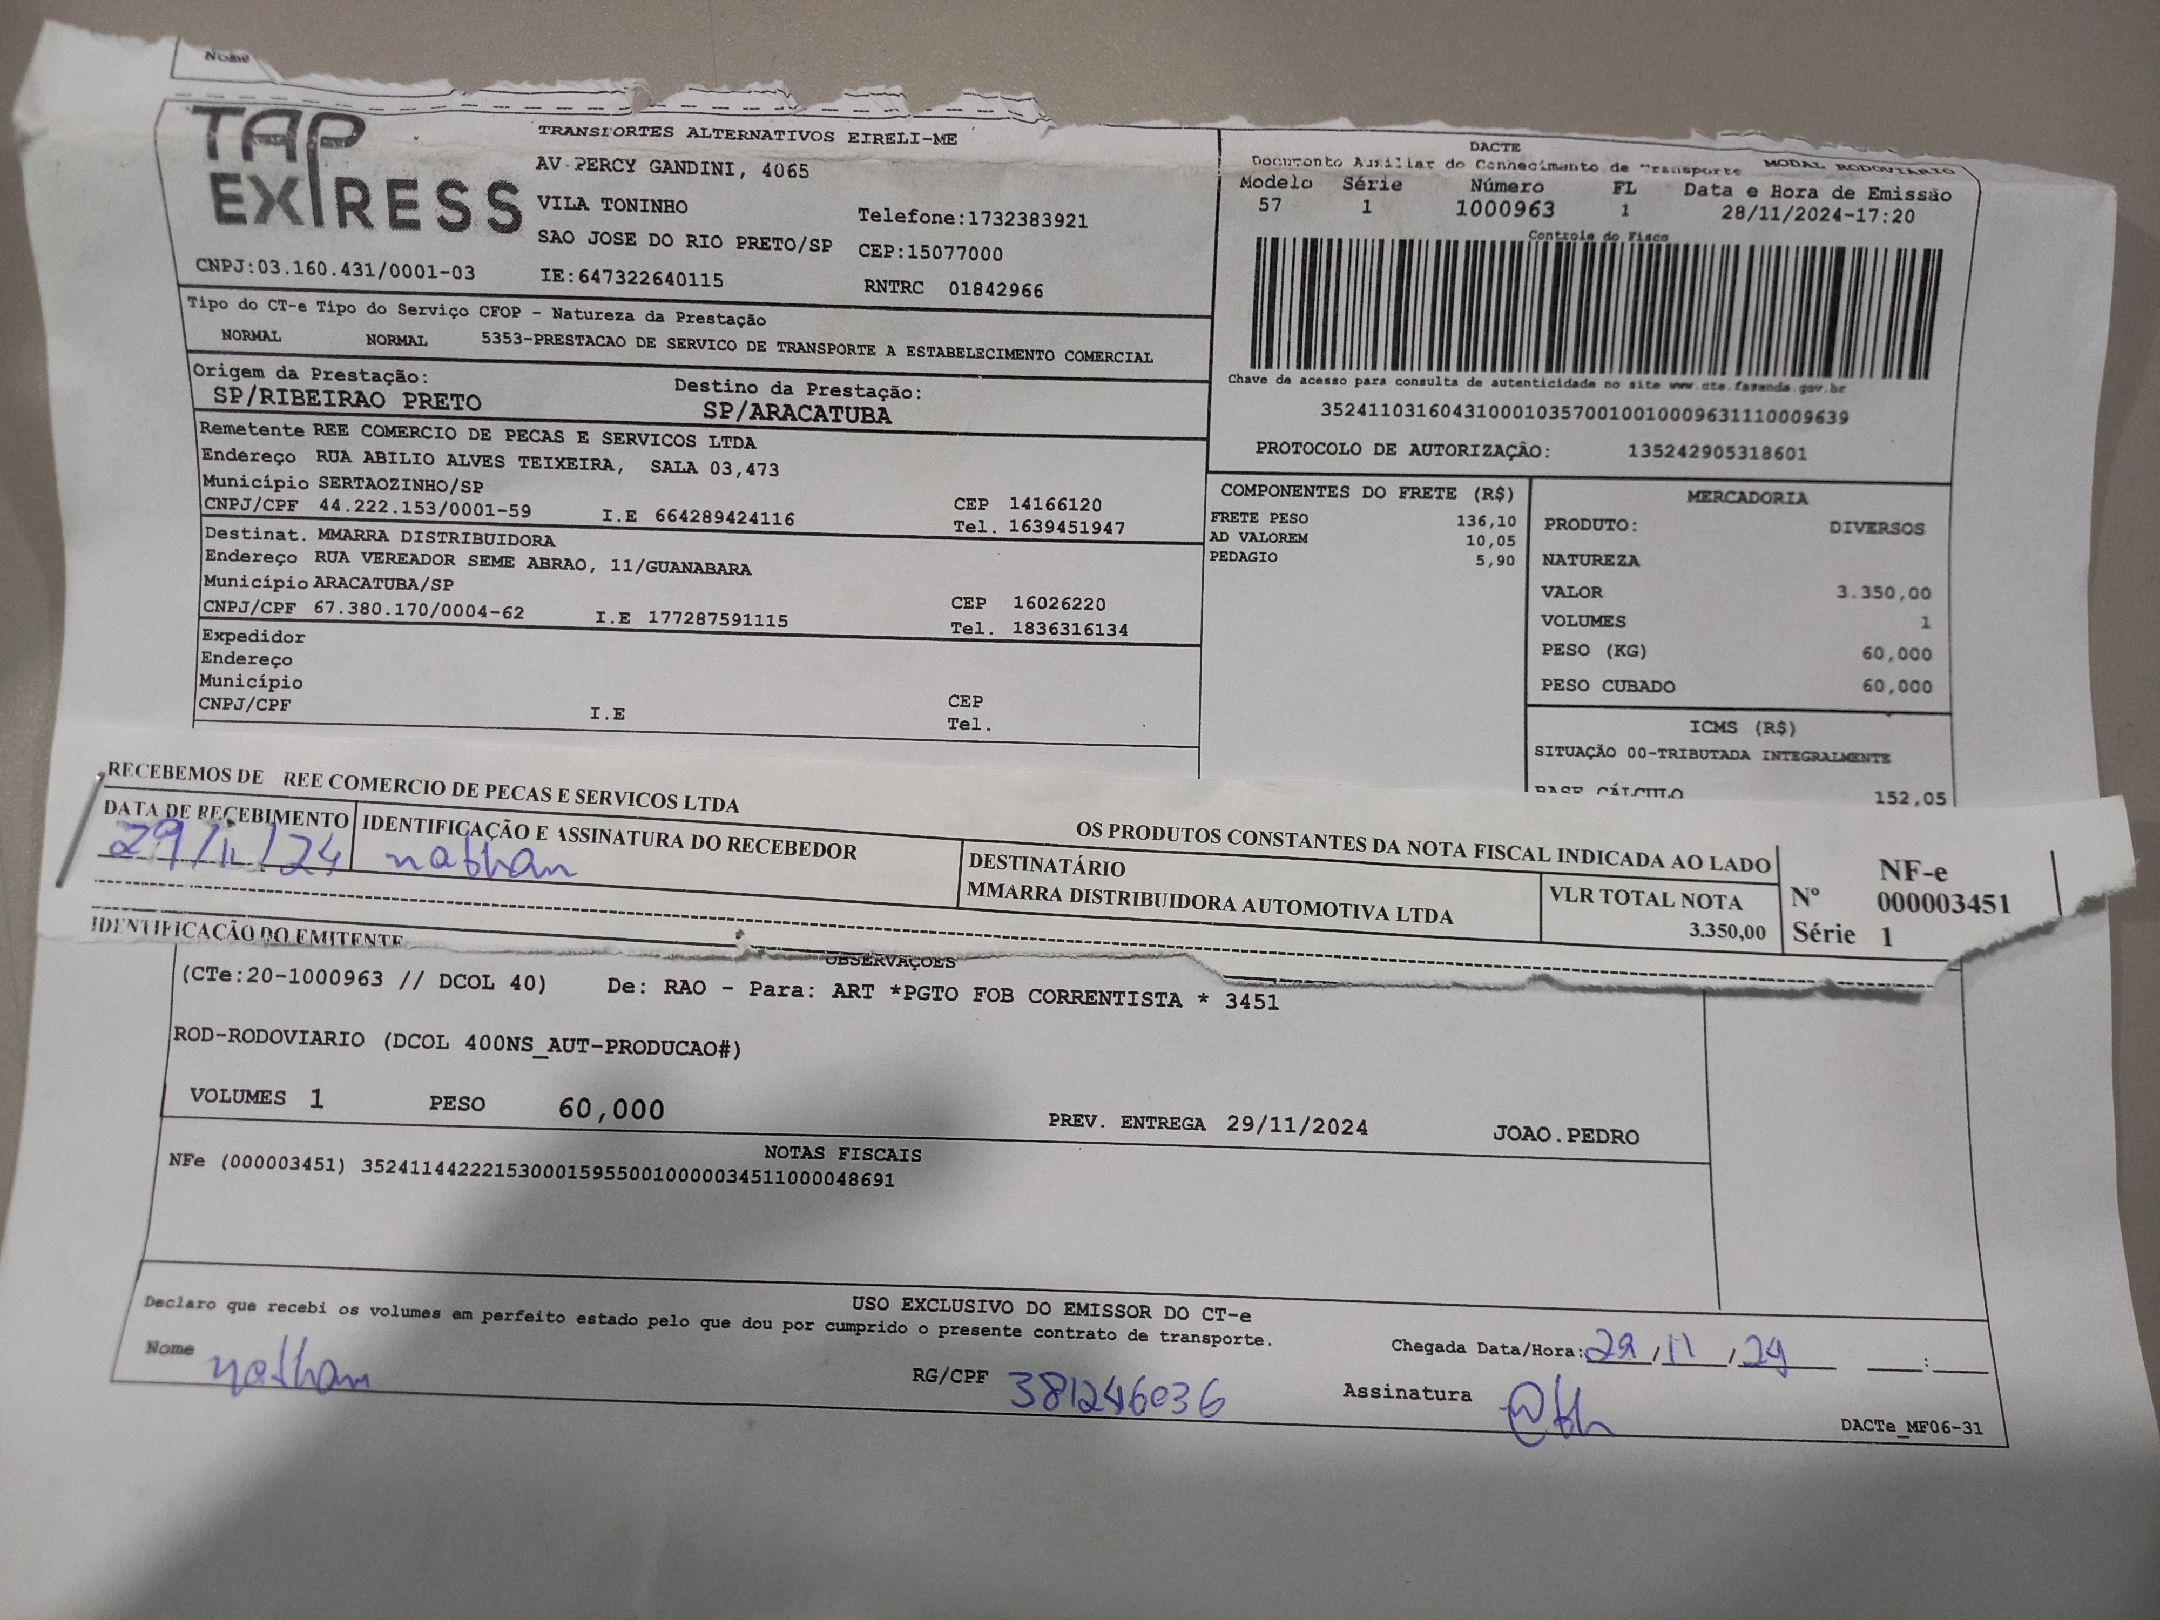 Nome
TAP EXPRESS
TRANSPORTES ALTERNATIVOS EIRELI-ME
AV.PERCY GANDINI, 4065
VILA TONINHO
Telefone:1732383921
SAO JOSE DO RIO PRETO/SP CEP:15077000
CNPJ:03.160.431/0001-03 IE:647322640115 RNTRC 01842966
DACTE
Documento Auxiliar do Conhecimento de Transporte MODAL RODOVIÁRIO
Modelo Série Número FL Data e Hora de Emissão
57 1 1000963 1 28/11/2024-17:20
Controle do Fisco
Chave de acesso para consulta de autenticidade no site www.cte.fazenda.gov.br
35241103160431000103570010010009631110009639
PROTOCOLO DE AUTORIZAÇÃO: 135242905318601
Tipo do CT-e Tipo do Serviço CFOP - Natureza da Prestação
NORMAL NORMAL 5353-PRESTACAO DE SERVICO DE TRANSPORTE A ESTABELECIMENTO COMERCIAL
Origem da Prestação: Destino da Prestação:
SP/RIBEIRAO PRETO SP/ARACATUBA
Remetente REE COMERCIO DE PECAS E SERVICOS LTDA
Endereço RUA ABILIO ALVES TEIXEIRA, SALA 03,473
Município SERTAOZINHO/SP CEP 14166120
CNPJ/CPF 44.222.153/0001-59 I.E 664289424116 Tel. 1639451947
Destinat. MMARRA DISTRIBUIDORA
Endereço RUA VEREADOR SEME ABRAO, 11/GUANABARA
Município ARACATUBA/SP CEP 16026220
CNPJ/CPF 67.380.170/0004-62 I.E 177287591115 Tel. 1836316134
Expedidor
Endereço
Município CEP
CNPJ/CPF I.E Tel.
COMPONENTES DO FRETE (R$)
FRETE PESO 136,10
AD VALOREM 10,05
PEDAGIO 5,90
MERCADORIA
PRODUTO: DIVERSOS
NATUREZA
VALOR 3.350,00
VOLUMES 1
PESO (KG) 60,000
PESO CUBADO 60,000
ICMS (R$)
SITUAÇÃO 00-TRIBUTADA INTEGRALMENTE
BASE CÁLCULO 152,05
RECEBEMOS DE REE COMERCIO DE PECAS E SERVICOS LTDA OS PRODUTOS CONSTANTES DA NOTA FISCAL INDICADA AO LADO
DATA DE RECEBIMENTO IDENTIFICAÇÃO E ASSINATURA DO RECEBEDOR
29/11/24 nathan
DESTINATÁRIO
MMARRA DISTRIBUIDORA AUTOMOTIVA LTDA
VLR TOTAL NOTA
3.350,00
NF-e
Nº 000003451
Série 1
IDENTIFICAÇÃO DO EMITENTE
OBSERVAÇOES
(CTe:20-1000963 // DCOL 40) De: RAO - Para: ART *PGTO FOB CORRENTISTA * 3451
ROD-RODOVIARIO (DCOL 400NS_AUT-PRODUCAO#)
VOLUMES 1 PESO 60,000 PREV. ENTREGA 29/11/2024 JOAO.PEDRO
NOTAS FISCAIS
NFe (000003451) 35241144222153000159550010000034511000048691
USO EXCLUSIVO DO EMISSOR DO CT-e
Declaro que recebi os volumes em perfeito estado pelo que dou por cumprido o presente contrato de transporte.
Chegada Data/Hora: 29/11/24 :
Nome nathan RG/CPF 381246036 Assinatura
DACTe_MF06-31